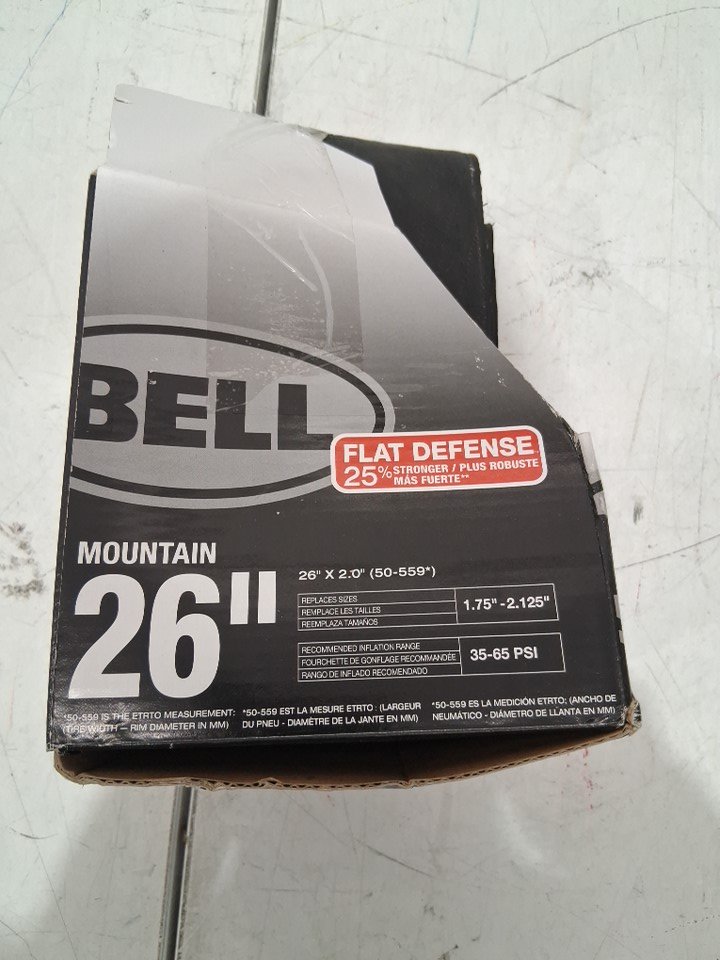 BELL
FLAT DEFENSE
25% STRONGER / PLUS ROBUSTE
MÁS FUERTE**
MOUNTAIN
26"
26" X 2.0" (50-559*)
REPLACES SIZES
REMPLACE LES TAILLES
REEMPLAZA TAMAÑOS
1.75" - 2.125"
RECOMMENDED INFLATION RANGE
FOURCHETTE DE GONFLAGE RECOMMANDÉE
RANGO DE INFLADO RECOMENDADO
35-65 PSI
*50-559 IS THE ETRTO MEASUREMENT:
(TIRE WIDTH – RIM DIAMETER IN MM)
*50-559 EST LA MESURE ETRTO : (LARGEUR
DU PNEU - DIAMÈTRE DE LA JANTE EN MM)
*50-559 ES LA MEDICIÓN ETRTO: (ANCHO DE
NEUMÁTICO - DIÁMETRO DE LLANTA EN MM)